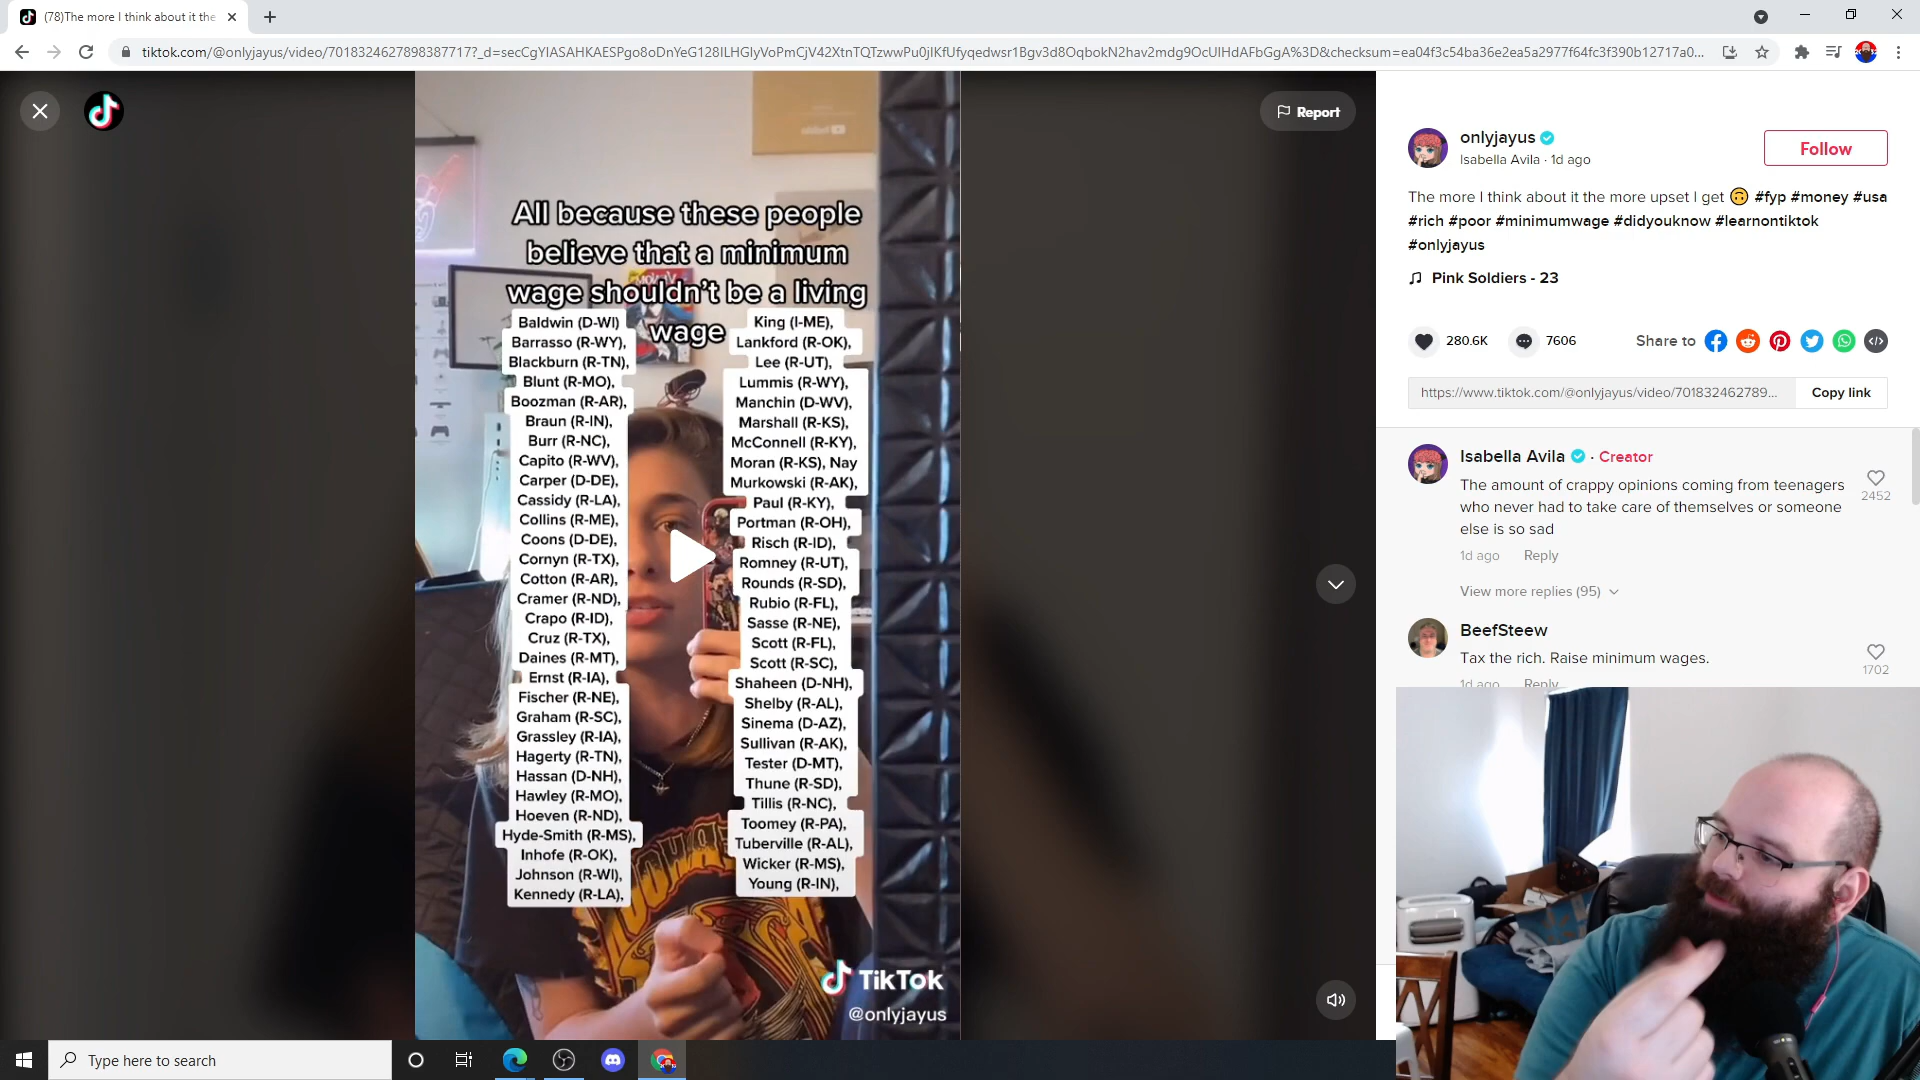 (78)The more I think about it the
tiktok.com/@onlyjayus/video/7018324627898387717?_d=secCgYIASAHKAESPgo8oDnYeG128ILHGlyVoPmCjV42XtnTQTzwwPu0jlKfUfyqedwsr1Bgv3d8OqbokN2hav2mdg9OcUIHdAFbGgA%3D&checksum=ea04f3c54ba36e2ea5a2977f64fc3f390b12717a0...
Report
All because these people
believe that a minimum
wage shouldn't be a living
wage
Baldwin (D-WI)
Barrasso (R-WY),
Blackburn (R-TN),
Blunt (R-MO),
Boozman (R-AR),
Braun (R-IN),
Burr (R-NC),
Capito (R-WV),
Carper (D-DE),
Cassidy (R-LA),
Collins (R-ME),
Coons (D-DE),
Cornyn (R-TX),
Cotton (R-AR),
Cramer (R-ND),
Crapo (R-ID),
Cruz (R-TX),
Daines (R-MT),
Ernst (R-IA),
Fischer (R-NE),
Graham (R-SC),
Grassley (R-IA),
Hagerty (R-TN),
Hassan (D-NH),
Hawley (R-MO),
Hoeven (R-ND),
Hyde-Smith (R-MS),
Inhofe (R-OK),
Johnson (R-WI),
Kennedy (R-LA),
King (I-ME),
Lankford (R-OK),
Lee (R-UT),
Lummis (R-WY),
Manchin (D-WV),
Marshall (R-KS),
McConnell (R-KY),
Moran (R-KS), Nay
Murkowski (R-AK),
Paul (R-KY),
Portman (R-OH),
Risch (R-ID),
Romney (R-UT),
Rounds (R-SD),
Rubio (R-FL),
Sasse (R-NE),
Scott (R-FL),
Scott (R-SC),
Shaheen (D-NH),
Shelby (R-AL),
Sinema (D-AZ),
Sullivan (R-AK),
Tester (D-MT),
Thune (R-SD),
Tillis (R-NC),
Toomey (R-PA),
Tuberville (R-AL),
Wicker (R-MS),
Young (R-IN),
TikTok
@onlyjayus
onlyjayus
Isabella Avila · 1d ago
Follow
The more I think about it the more upset I get 🙃 #fyp #money #usa
#rich #poor #minimumwage #didyouknow #learnontiktok
#onlyjayus
Pink Soldiers - 23
280.6K
7606
Share to
https://www.tiktok.com/@onlyjayus/video/701832462789...
Copy link
Isabella Avila · Creator
The amount of crappy opinions coming from teenagers
who never had to take care of themselves or someone
else is so sad
2452
1d ago Reply
View more replies (95)
BeefSteew
Tax the rich. Raise minimum wages.
1702
1d ago Reply
Type here to search